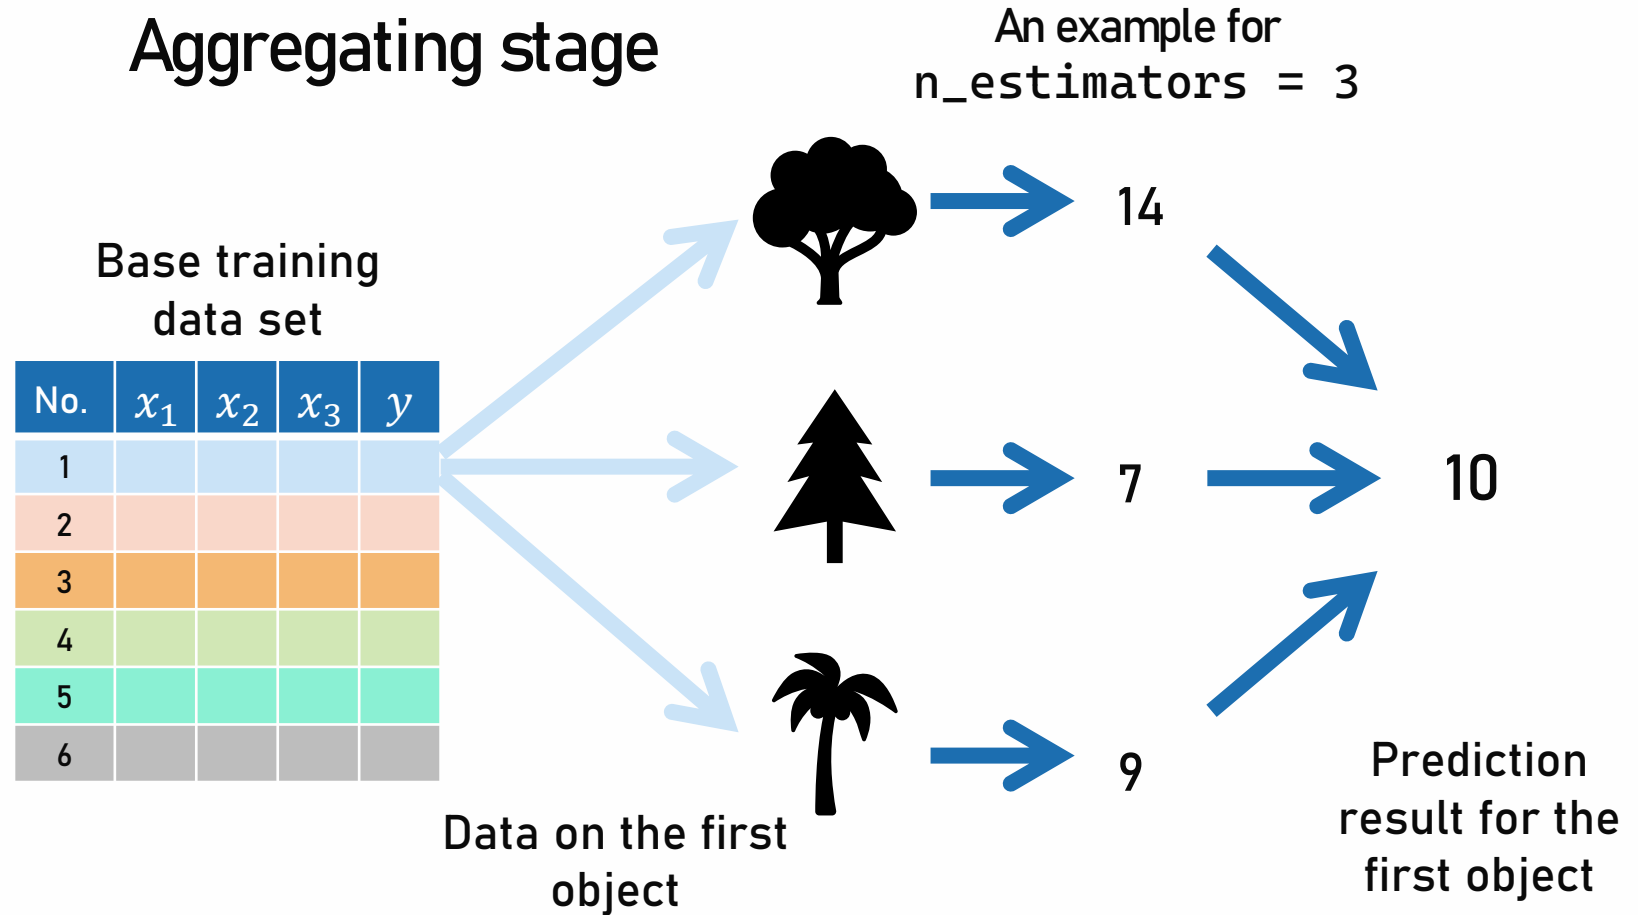 Aggregating stage
An example for
n_estimators = 3
Base training
data set
No. x₁ x₂ x₃ y
1
2
3
4
5
6
14
7
9
10
Data on the first
object
Prediction
result for the
first object